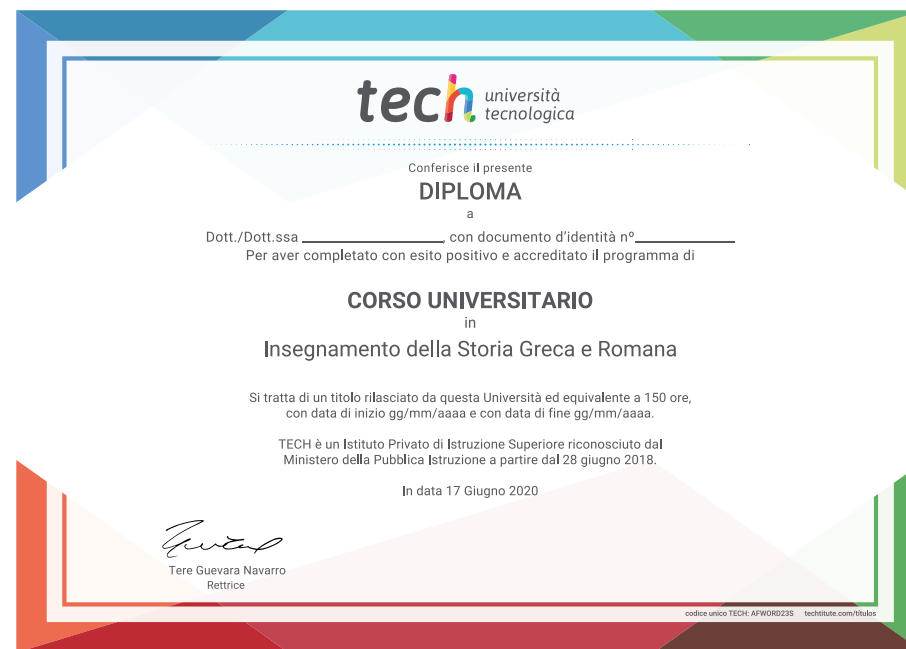 tech università
tecnologica
Conferisce il presente
DIPLOMA
a
Dott./Dott.ssa ____________________, con documento d'identità nº______________
Per aver completato con esito positivo e accreditato il programma di
CORSO UNIVERSITARIO
in
Insegnamento della Storia Greca e Romana
Si tratta di un titolo rilasciato da questa Università ed equivalente a 150 ore,
con data di inizio gg/mm/aaaa e con data di fine gg/mm/aaaa.
TECH è un Istituto Privato di Istruzione Superiore riconosciuto dal
Ministero della Pubblica Istruzione a partire dal 28 giugno 2018.
In data 17 Giugno 2020
Tere Guevara Navarro
Rettrice
codice unico TECH: AFWORD23S techtitute.com/titulos